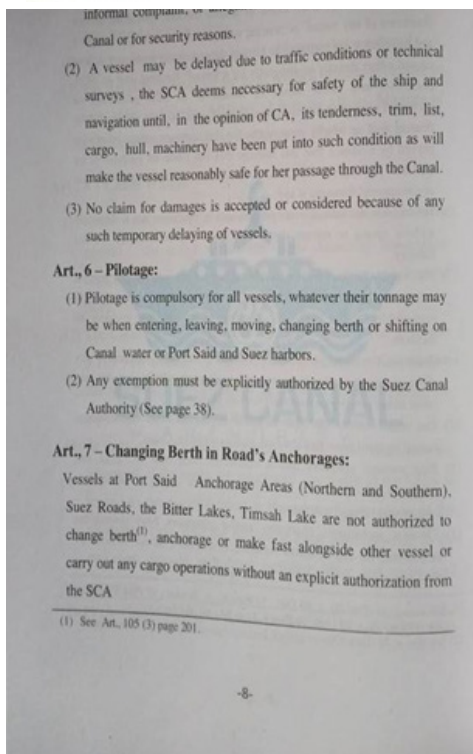 informal complaint, or
Canal or for security reasons.
(2) A vessel may be delayed due to traffic conditions or technical
surveys , the SCA deems necessary for safety of the ship and
navigation until, in the opinion of CA, its tenderness, trim, list,
cargo, hull, machinery have been put into such condition as will
make the vessel reasonably safe for her passage through the Canal.
(3) No claim for damages is accepted or considered because of any
such temporary delaying of vessels.
Art., 6 – Pilotage:
(1) Pilotage is compulsory for all vessels, whatever their tonnage may
be when entering, leaving, moving, changing berth or shifting on
Canal water or Port Said and Suez harbors.
(2) Any exemption must be explicitly authorized by the Suez Canal
Authority (See page 38).
SUEZ CANAL
Art., 7 – Changing Berth in Road's Anchorages:
Vessels at Port Said Anchorage Areas (Northern and Southern),
Suez Roads, the Bitter Lakes, Timsah Lake are not authorized to
change berth(1), anchorage or make fast alongside other vessel or
carry out any cargo operations without an explicit authorization from
the SCA
(1) See Art., 105 (3) page 201.
-8-